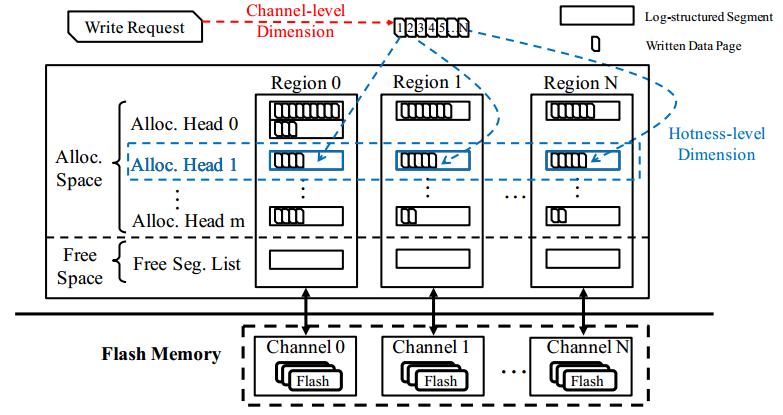 Write Request
Channel-level
Dimension
1 2 3 4 5 ... N
Log-structured Segment
Written Data Page
Region 0
Region 1
Region N
Alloc. Head 0
Alloc.
Space
Alloc. Head 1
Hotness-level
Dimension
...
Alloc. Head m
Free
Space
Free Seg. List
Flash Memory
Channel 0
Channel 1
...
Channel N
Flash
Flash
Flash